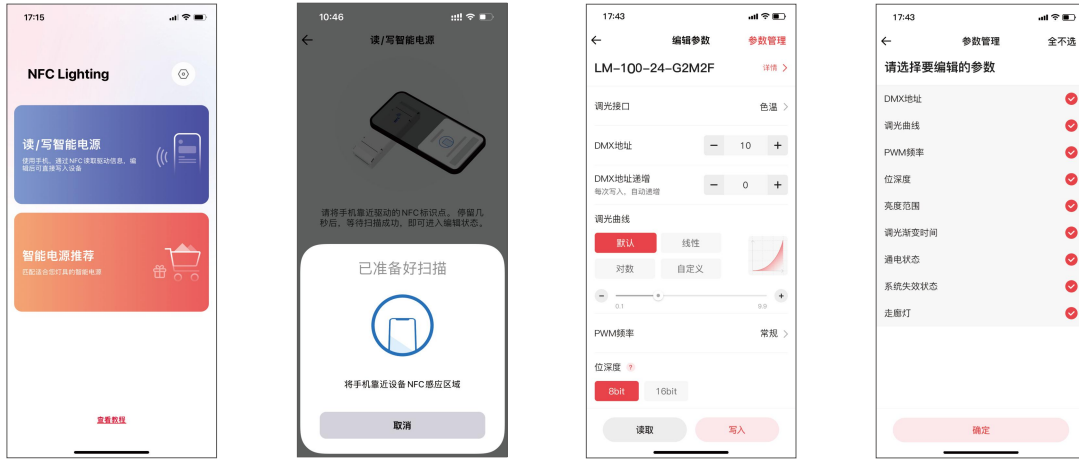 17:15
NFC Lighting
读/写智能电源
使用手机，通过NFC读取驱动信息，编
辑后可直接写入设备
智能电源推荐
匹配适合您灯具的智能电源
查看教程
10:46
读/写智能电源
请将手机靠近驱动的NFC标识点。停留几
秒后，等待扫描成功，即可进入编辑状态。
已准备好扫描
将手机靠近设备NFC感应区域
取消
17:43
编辑参数
参数管理
LM-100-24-G2M2F
详情
调光接口
色温
DMX地址
10
DMX地址递增
每次写入，自动递增
0
调光曲线
默认
线性
对数
自定义
0.1
9.9
PWM频率
常规
位深度 ?
8bit
16bit
读取
写入
17:43
参数管理
全不选
请选择要编辑的参数
DMX地址
调光曲线
PWM频率
位深度
亮度范围
调光渐变时间
通电状态
系统失效状态
走廊灯
确定